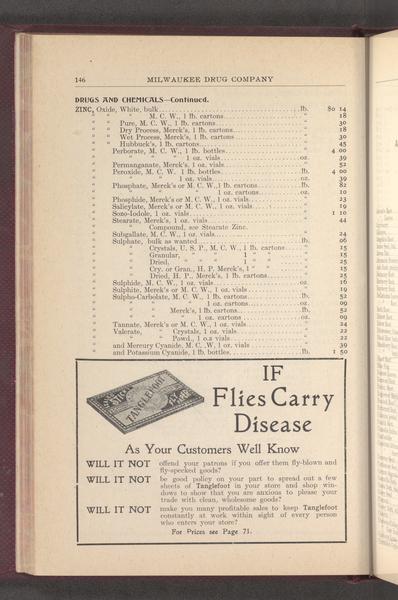 146 MILWAUKEE DRUG COMPANY
DRUGS AND CHEMICALS—Continued.
ZINC, Oxide, White, bulk lb. $0 14
" " " M. C. W., 1 lb. cartons " 18
" " Pure, M. C. W., 1 lb. cartons " 30
" " Dry Process, Merck's, 1 lb. cartons " 18
" " Wet Process, Merck's, 1 lb. cartons " 30
" " Hubbuck's, 1 lb. cartons " 45
" Perborate, M. C. W., 1 lb. bottles " 4 00
" " " 1 oz. vials oz. 39
" Permanganate, Merck's, 1 oz. vials " 52
" Peroxide, M. C. W. 1 lb. bottles lb. 4 00
" " " 1 oz. vials oz. 39
" Phosphate, Merck's or M. C. W., 1 lb. cartons lb. 82
" " " " 1 oz. cartons oz. 10
" Phosphide, Merck's or M. C. W., 1 oz. vials " 23
" Salicylate, Merck's or M. C. W., 1 oz. vials " 19
" Sozo-Iodole, 1 oz. vials " 1 10
" Stearate, Merck's, 1 oz. vials " 44
" " Compound, see Stearate Zinc.
" Subgallate, M. C. W., 1 oz. vials " 24
" Sulphate, bulk as wanted lb. 06
" " Crystals, U. S. P., M. C. W., 1 lb. cartons " 15
" " Granular, " " 1 " " " 15
" " Dried, " " 1 " " " 25
" " Cry. or Gran., H. P. Merck's, 1 " " " 15
" " Dried, H. P., Merck's, 1 lb. cartons " 25
" Sulphide, M. C. W., 1 oz. vials oz. 16
" Sulphite, Merck's or M. C. W., 1 oz. vials " 19
" Sulpho-Carbolate, M. C. W., 1 lb. cartons lb. 52
" " " " 1 oz. cartons oz. 09
" " " Merck's, 1 lb. cartons lb. 52
" " " " 1 oz. cartons oz. 09
" Tannate, Merck's or M. C. W., 1 oz. vials " 24
" Valerate, " Crystals, 1 oz. vials " 22
" " " Powd., 1 oz vials " 22
" and Mercury Cyanide, M. C. W., 1 oz. vials " 39
" and Potassium Cyanide, 1 lb. bottles lb. 1 50
TANGLEFOOT
IF
Flies Carry
Disease
As Your Customers Well Know
WILL IT NOT offend your patrons if you offer them fly-blown and
fly-specked goods?
WILL IT NOT be good policy on your part to spread out a few
sheets of Tanglefoot in your store and shop win-
dows to show that you are anxious to please your
trade with clean, wholesome goods?
WILL IT NOT make you many profitable sales to keep Tanglefoot
constantly at work within sight of every person
who enters your store?
For Prices see Page 71.